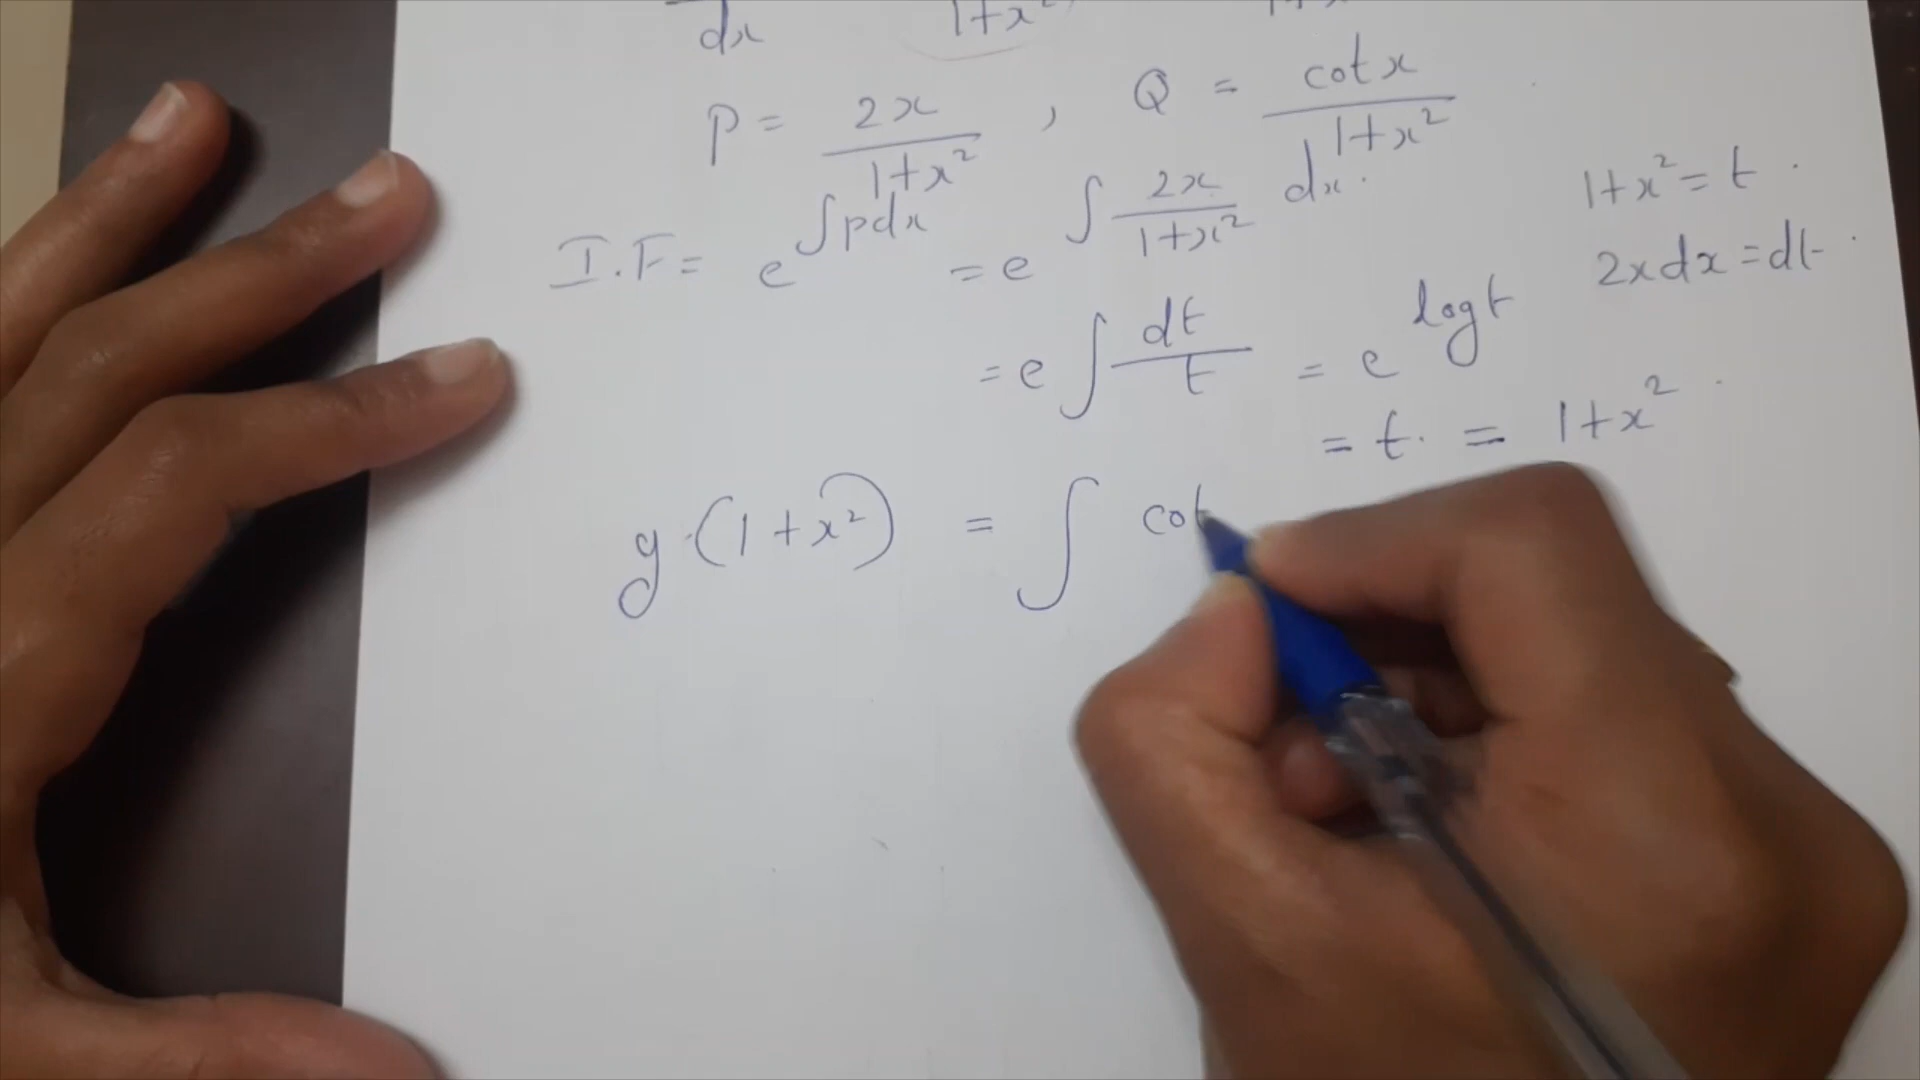 dx 1+x²
P = 2x/1+x² , Q = cotx/1+x²
I.F = e^∫pdx = e^∫ 2x/1+x² dx.
1+x² = t
2xdx = dt
= e ∫ dt/t = e^log t
= t. = 1+x²
y.(1+x²) = ∫ cot